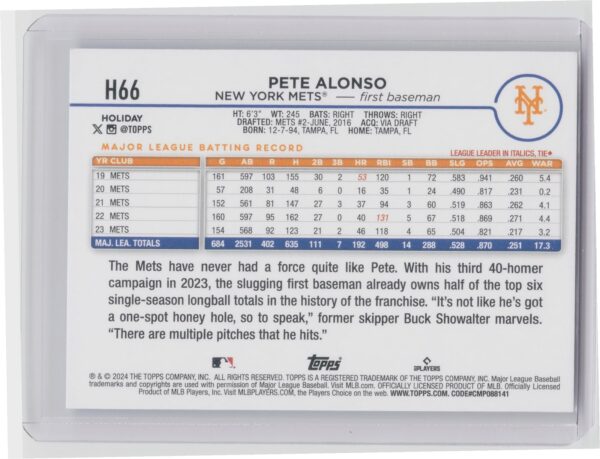 H66
PETE ALONSO
NEW YORK METS® — first baseman
HOLIDAY
@TOPPS
HT: 6'3" WT: 245 BATS: RIGHT THROWS: RIGHT
DRAFTED: METS #2-JUNE, 2016 ACQ: VIA DRAFT
BORN: 12-7-94, TAMPA, FL HOME: TAMPA, FL
NY
MAJOR LEAGUE BATTING RECORD
LEAGUE LEADER IN ITALICS, TIE◆
YR CLUB G AB R H 2B 3B HR RBI SB BB SLG OPS AVG WAR
19 METS 161 597 103 155 30 2 53 120 1 72 .583 .941 .260 5.4
20 METS 57 208 31 48 6 0 16 35 1 24 .490 .817 .231 0.2
21 METS 152 561 81 147 27 3 37 94 3 60 .519 .863 .262 4.1
22 METS 160 597 95 162 27 0 40 131 5 67 .518 .869 .271 4.4
23 METS 154 568 92 123 21 2 46 118 4 65 .504 .822 .217 3.2
MAJ. LEA. TOTALS 684 2531 402 635 111 7 192 498 14 288 .528 .870 .251 17.3
The Mets have never had a force quite like Pete. With his third 40-homer
campaign in 2023, the slugging first baseman already owns half of the top six
single-season longball totals in the history of the franchise. “It's not like he's got
a one-spot honey hole, so to speak,” former skipper Buck Showalter marvels.
“There are multiple pitches that he hits.”
Topps
PLAYERS
® & © 2024 THE TOPPS COMPANY, INC. ALL RIGHTS RESERVED. TOPPS IS A REGISTERED TRADEMARK OF THE TOPPS COMPANY, INC. Major League Baseball
trademarks and copyrights are used with permission of Major League Baseball. Visit MLB.com. OFFICIALLY LICENSED PRODUCT OF MLB. Officially Licensed
Product of MLB Players, Inc. Visit MLBPLAYERS.COM, the Players Choice on the web. WWW.TOPPS.COM. CODE#CMP088141